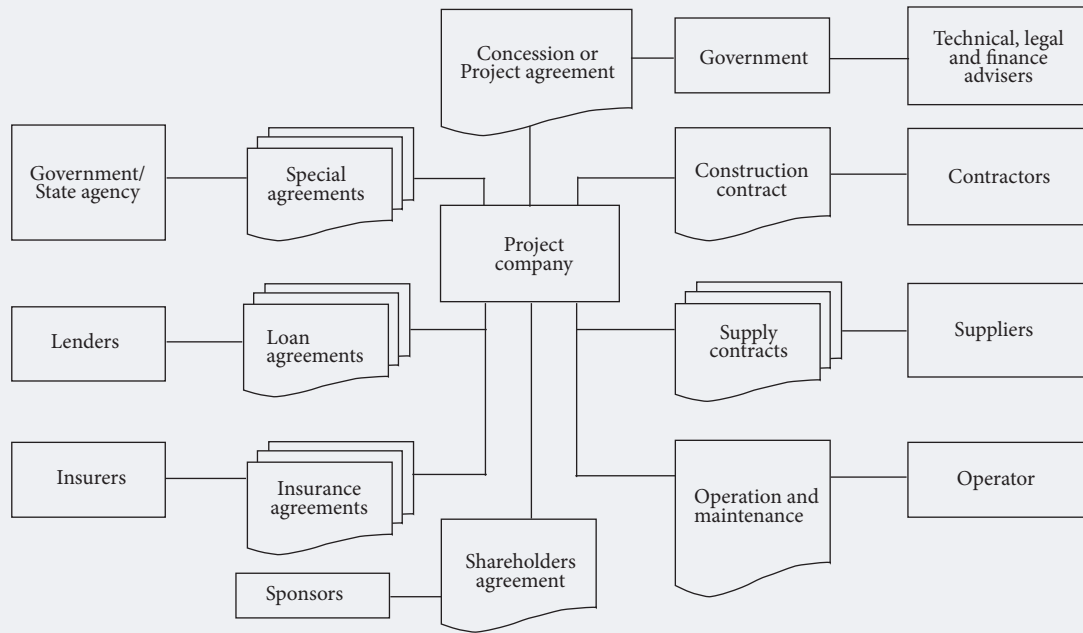 Concession or
Project agreement
Government
Technical, legal
and finance
advisers
Government/
State agency
Special
agreements
Construction
contract
Contractors
Project
company
Lenders
Loan
agreements
Supply
contracts
Suppliers
Insurers
Insurance
agreements
Operation and
maintenance
Operator
Shareholders
agreement
Sponsors